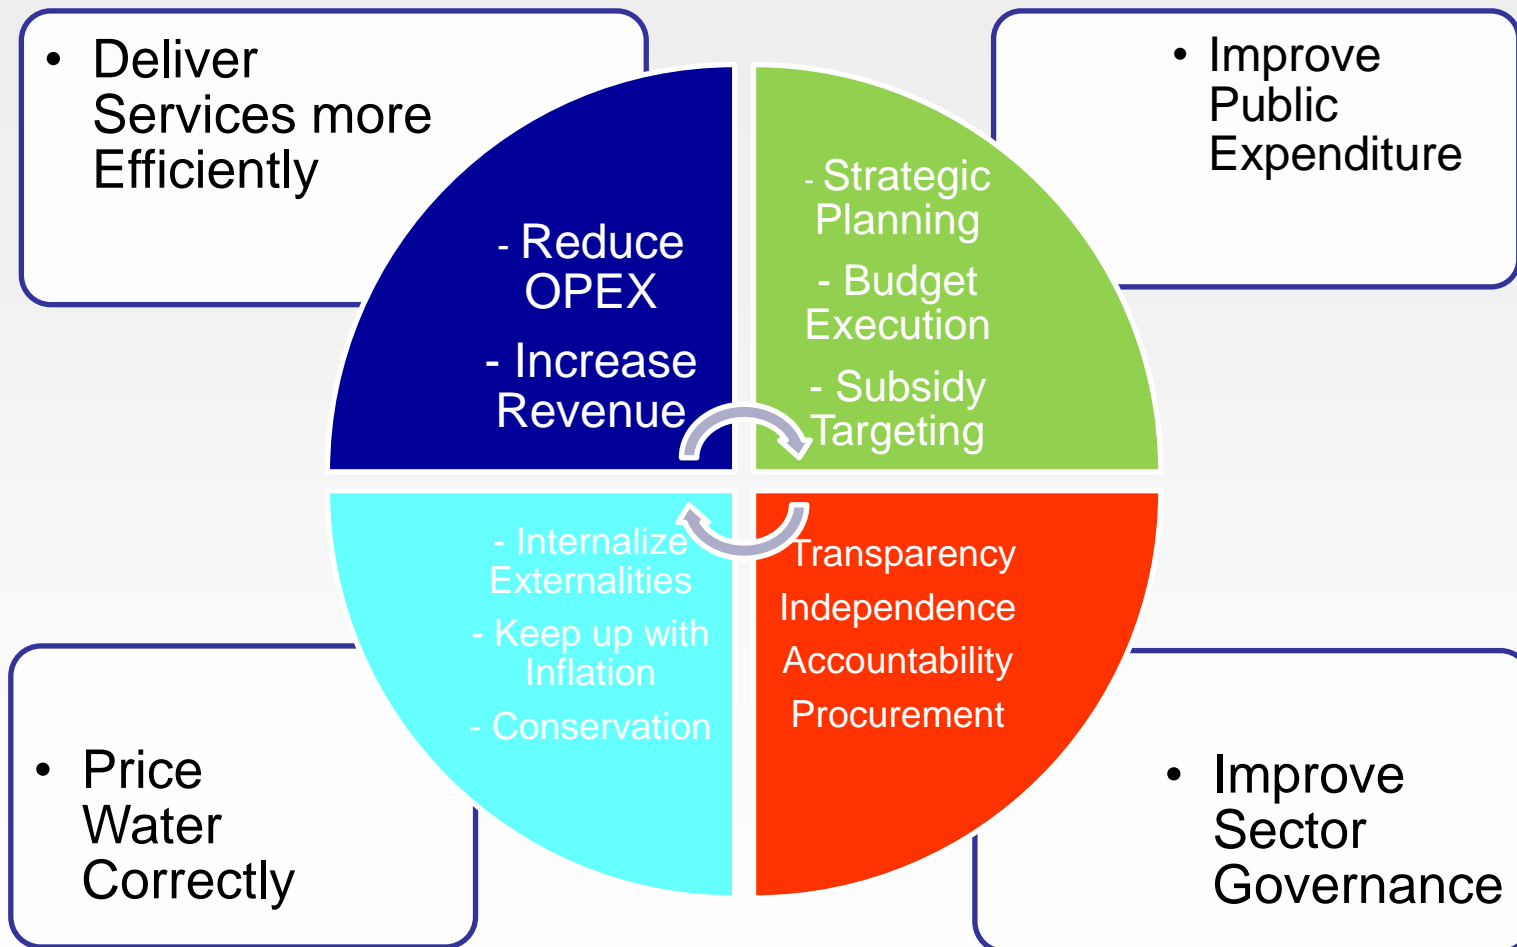 • Deliver
Services more
Efficiently
• Improve
Public
Expenditure
- Reduce
OPEX
- Increase
Revenue
- Strategic
Planning
- Budget
Execution
- Subsidy
Targeting
- Internalize
Externalities
- Keep up with
Inflation
- Conservation
Transparency
Independence
Accountability
Procurement
• Price
Water
Correctly
• Improve
Sector
Governance